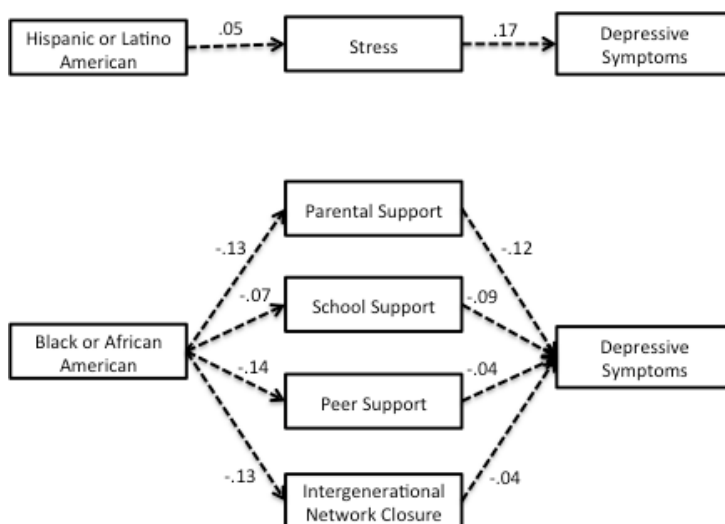 Hispanic or Latino
American
.05
Stress
.17
Depressive
Symptoms
Parental Support
-.13
-.12
School Support
-.07
-.09
Black or African
American
Depressive
Symptoms
-.14
-.04
Peer Support
-.13
-.04
Intergenerational
Network Closure